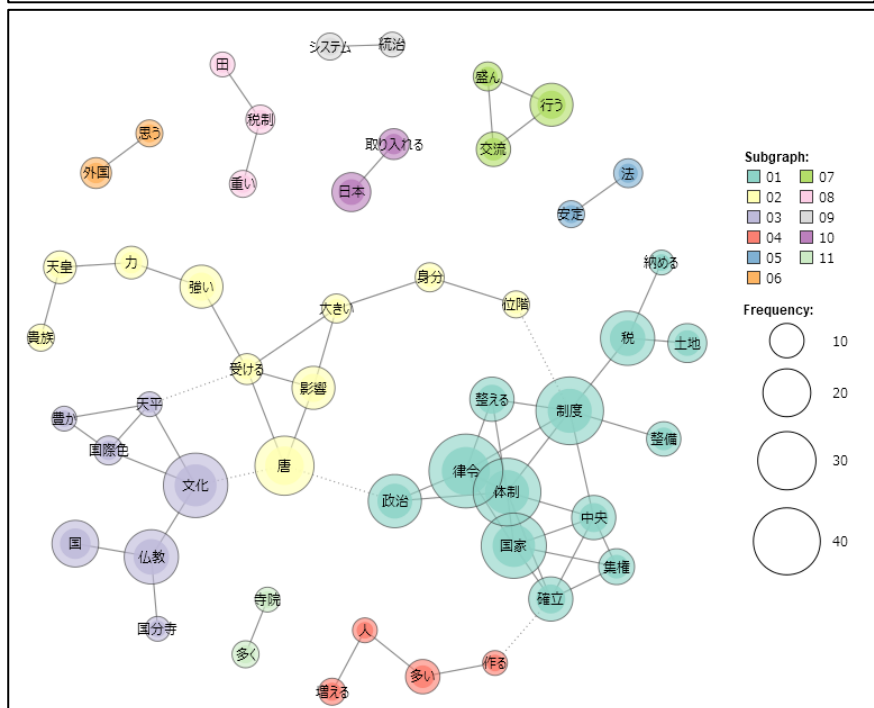 システム
統治
田
税制
重い
盛ん
行う
交流
思う
外国
取り入れる
日本
法
安定
Subgraph:
01 07
02 08
03 09
04 10
05 11
06
Frequency:
10
20
30
40
天皇
力
強い
貴族
大きい
身分
位階
受ける
影響
唐
納める
税
土地
整える
制度
整備
律令
体制
政治
国家
中央
集権
確立
天平
豊か
国際色
文化
国
仏教
国分寺
寺院
多く
人
増える
多い
作る